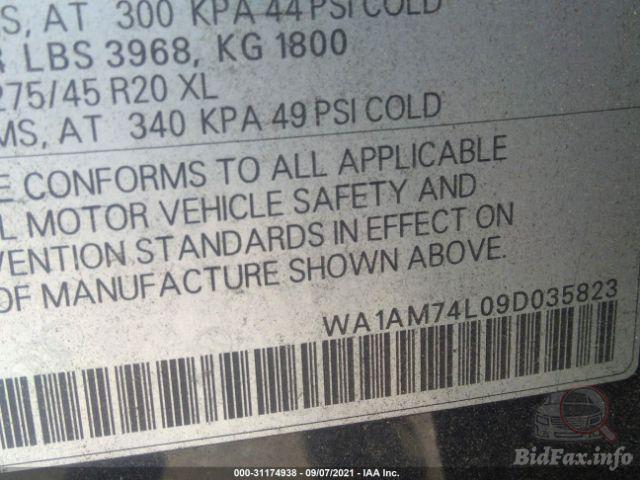 MS, AT 300 KPA 44 PSI COLD
LBS 3968, KG 1800
275/45 R20 XL
MS, AT 340 KPA 49 PSI COLD
E CONFORMS TO ALL APPLICABLE
L MOTOR VEHICLE SAFETY AND
VENTION STANDARDS IN EFFECT ON
OF MANUFACTURE SHOWN ABOVE.
WA1AM74L09D035823
BidFax.info
000-31174938 - 09/07/2021 - IAA Inc.